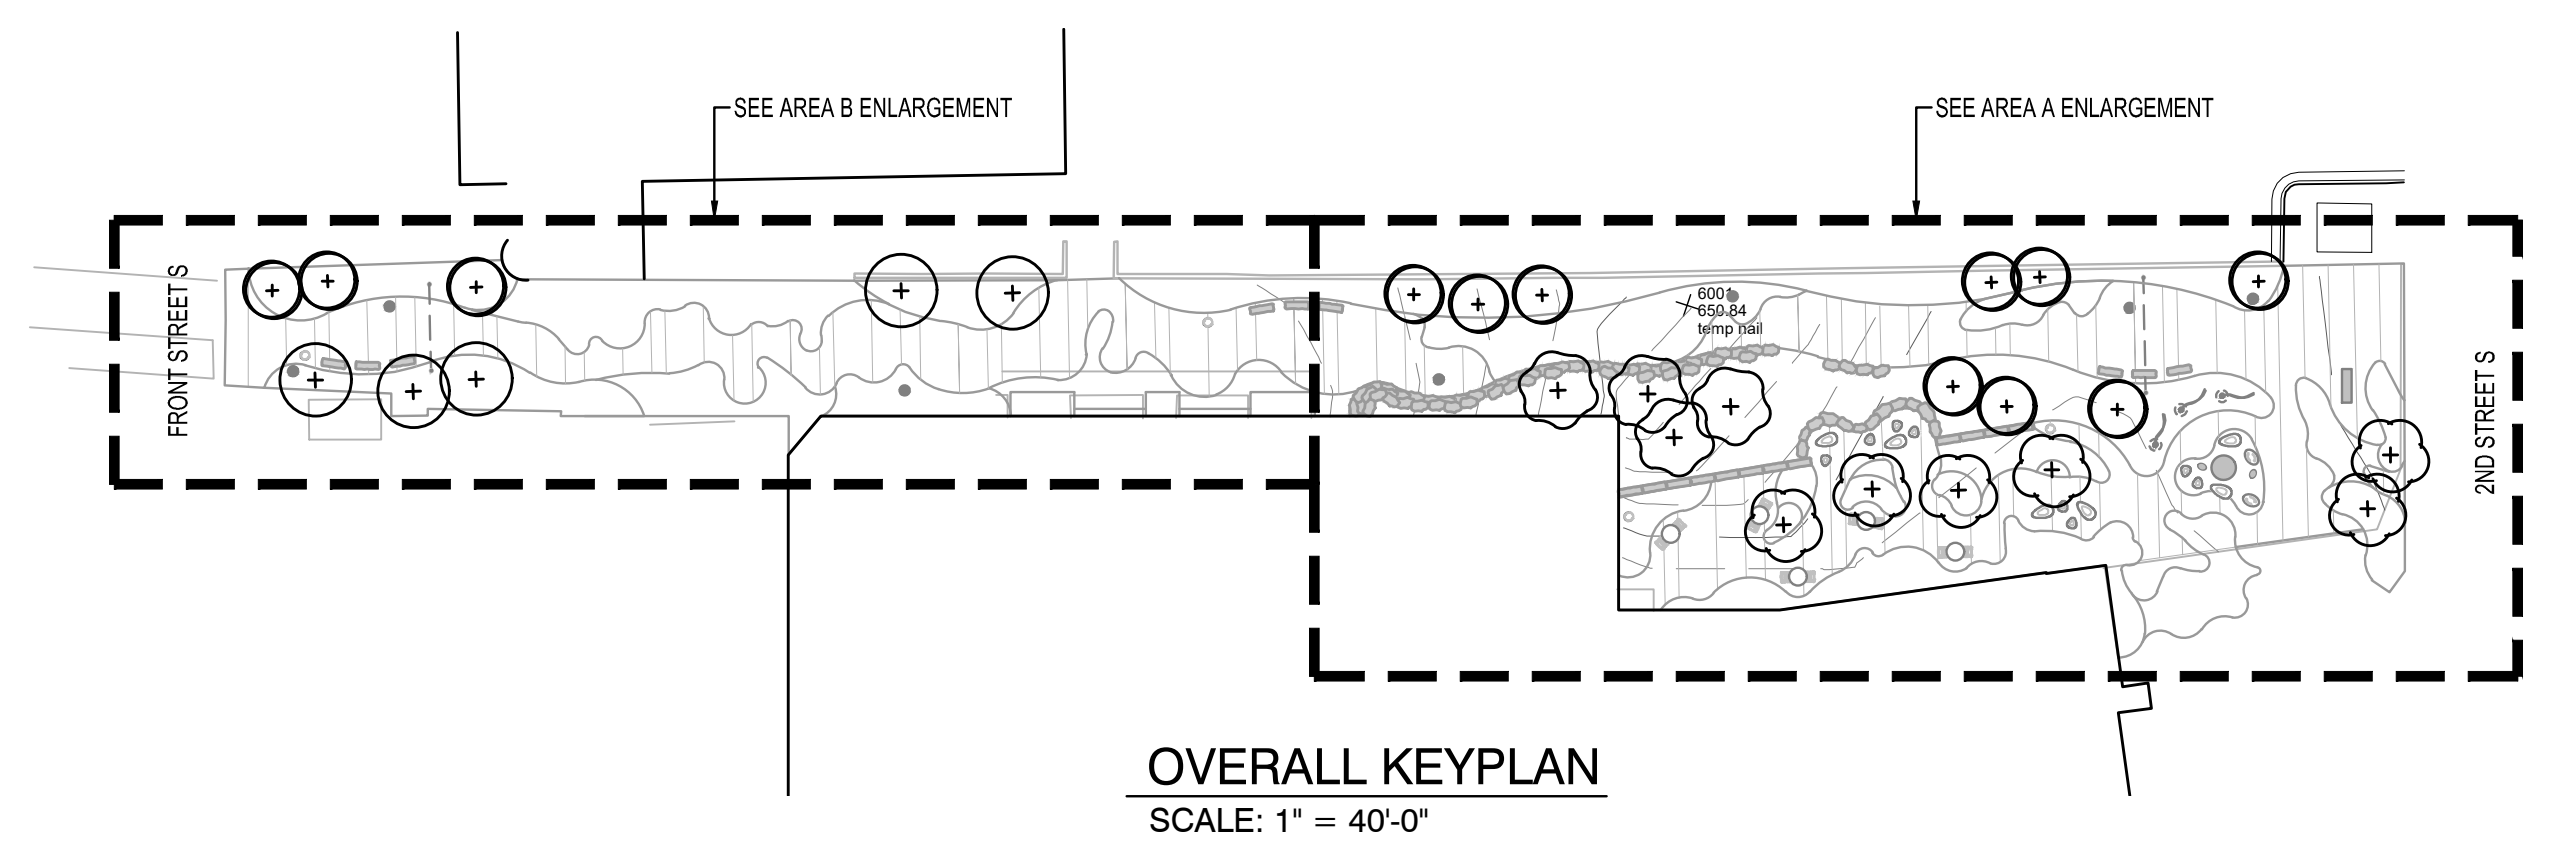 SEE AREA B ENLARGEMENT
SEE AREA A ENLARGEMENT
FRONT STREET S
6001
650.84
temp nail
2ND STREET S
OVERALL KEYPLAN
SCALE: 1" = 40'-0"